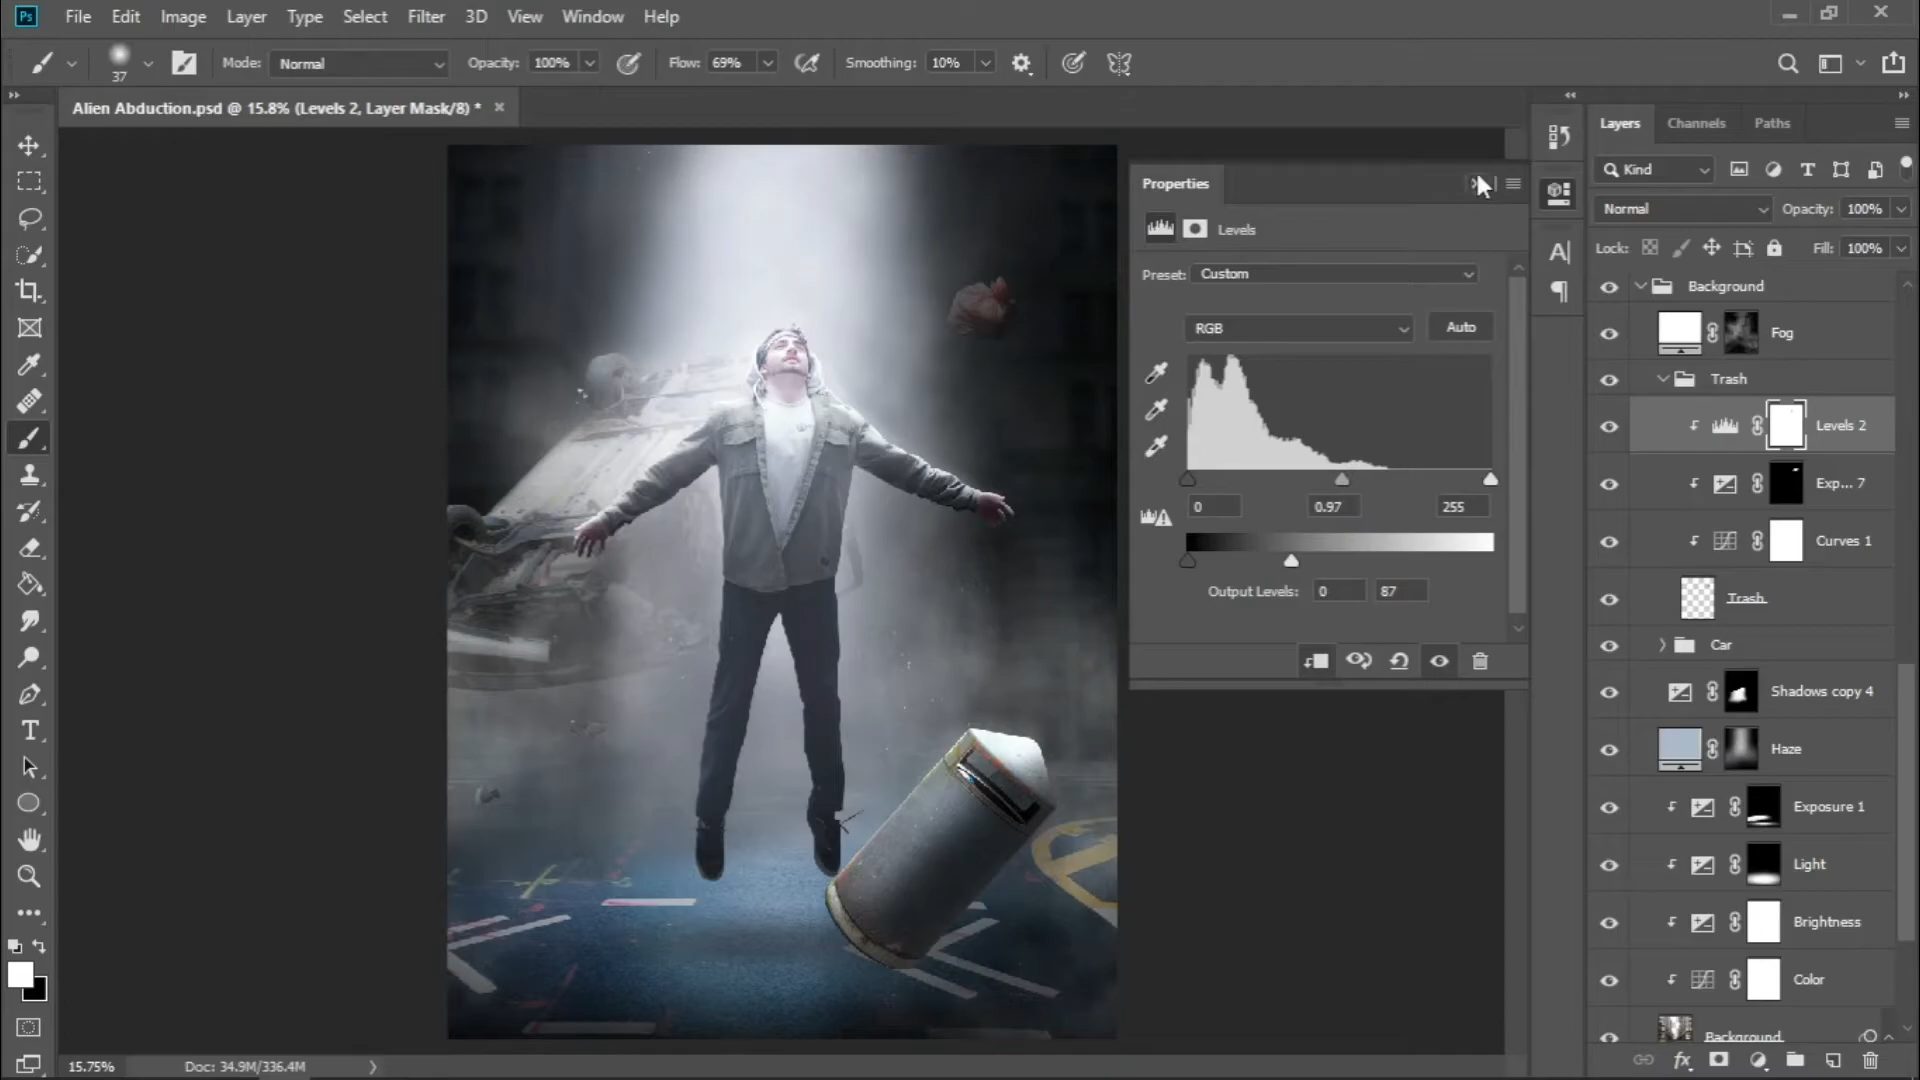 Ps File Edit Image Layer Type Select Filter 3D View Window Help
37 Mode: Normal Opacity: 100% Flow: 69% Smoothing: 10%
Alien Abduction.psd @ 15.8% (Levels 2, Layer Mask/8) *
Properties
Levels
Preset: Custom
RGB Auto
0 0.97 255
Output Levels: 0 87
Layers Channels Paths
Kind
Normal Opacity: 100%
Lock: Fill: 100%
Background
Fog
Trash
Levels 2
Exp... 7
Curves 1
Trash
Car
Shadows copy 4
Haze
Exposure 1
Light
Brightness
Color
Background
15.75% Doc: 34.9M/336.4M